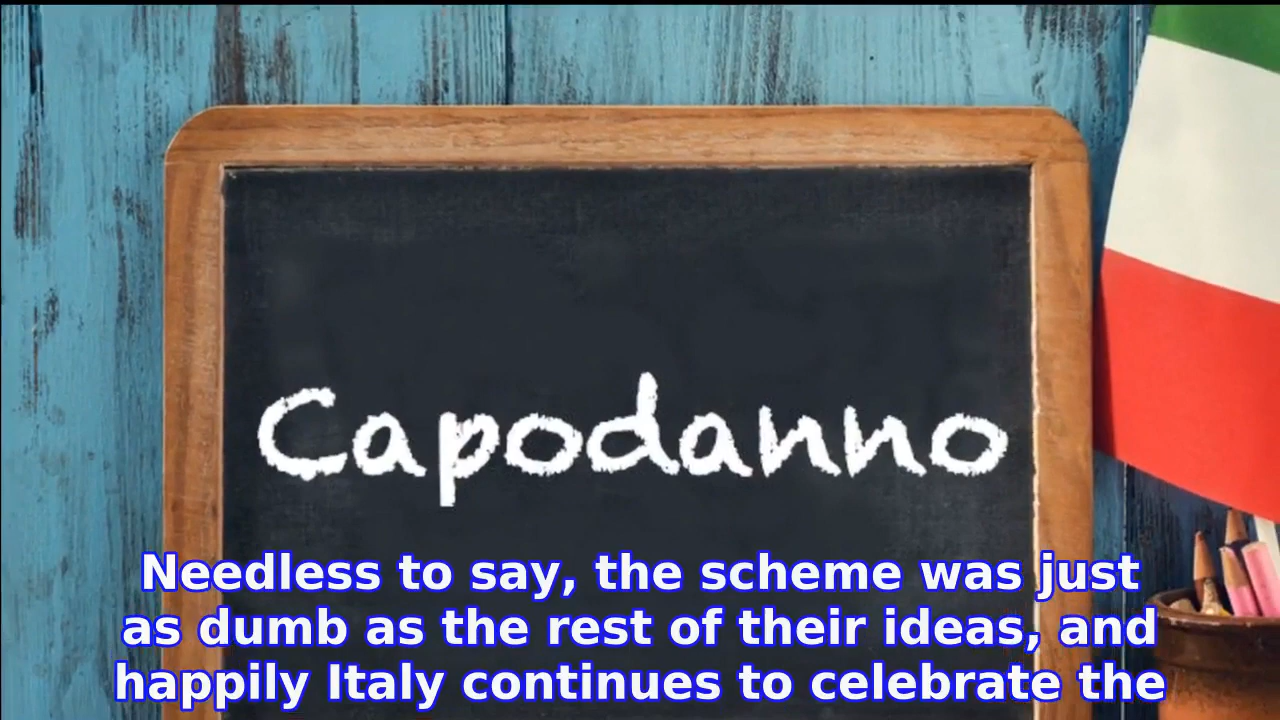 Capodanno
Needless to say, the scheme was just
as dumb as the rest of their ideas, and
happily Italy continues to celebrate the